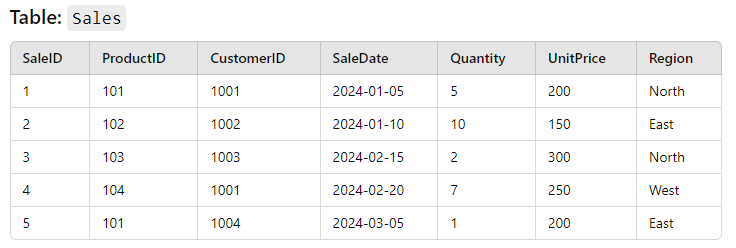 Table: Sales
SaleID ProductID CustomerID SaleDate Quantity UnitPrice Region
1 101 1001 2024-01-05 5 200 North
2 102 1002 2024-01-10 10 150 East
3 103 1003 2024-02-15 2 300 North
4 104 1001 2024-02-20 7 250 West
5 101 1004 2024-03-05 1 200 East